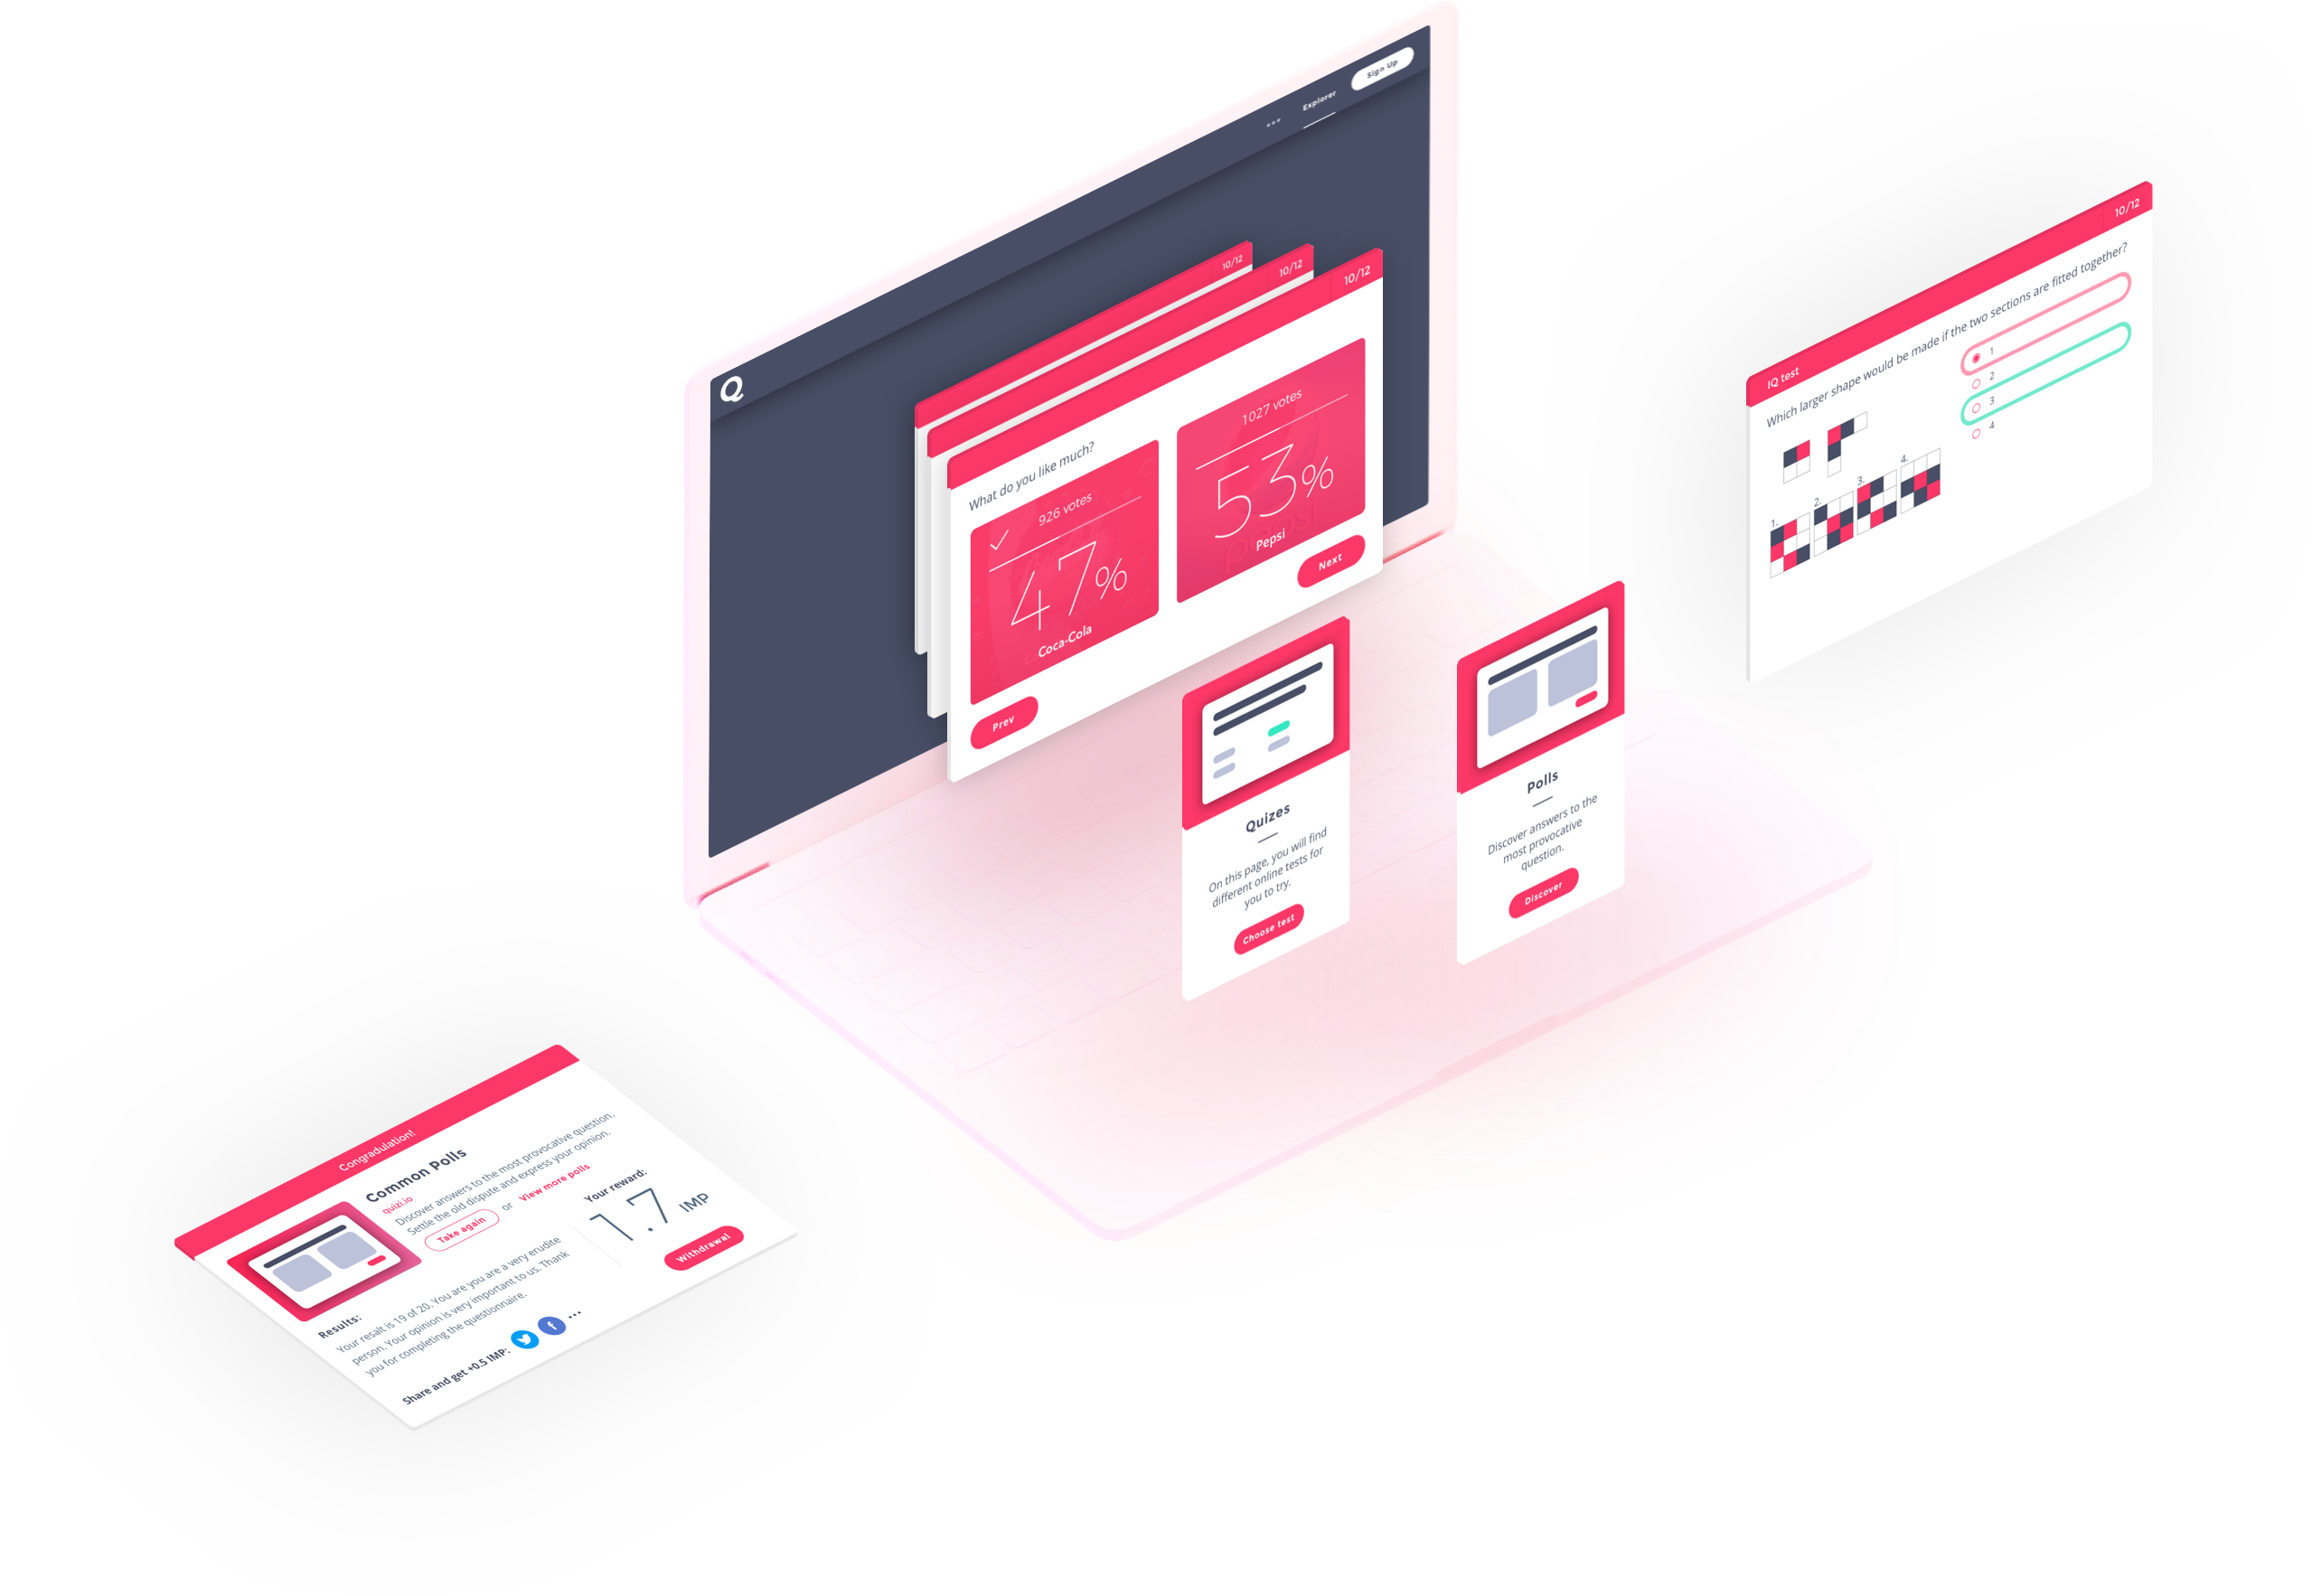 Q
...
Explorer
Sign Up
10/12
10/12
10/12
What do you like much?
926 votes
47%
Coca-Cola
1027 votes
53%
Pepsi
Prev
Next
IQ test
10/12
Which larger shape would be made if the two sections are fitted together?
1
2
3
4
1.
2.
3.
4.
Quizes
On this page, you will find
different online tests for
you to try.
Choose test
Polls
Discover answers to the
most provocative
question.
Discover
Congradulation!
Common Polls
quizi.io
Discover answers to the most provocative question.
Settle the old dispute and express your opinion.
Take again
or
View more polls
Results:
Your resalt is 19 of 20. You are you are a very erudite
person. Your opinion is very important to us. Thank
you for completing the questionnaire.
Your reward:
1.7 IMP
Withdrawal
Share and get +0.5 IMP:
f
...